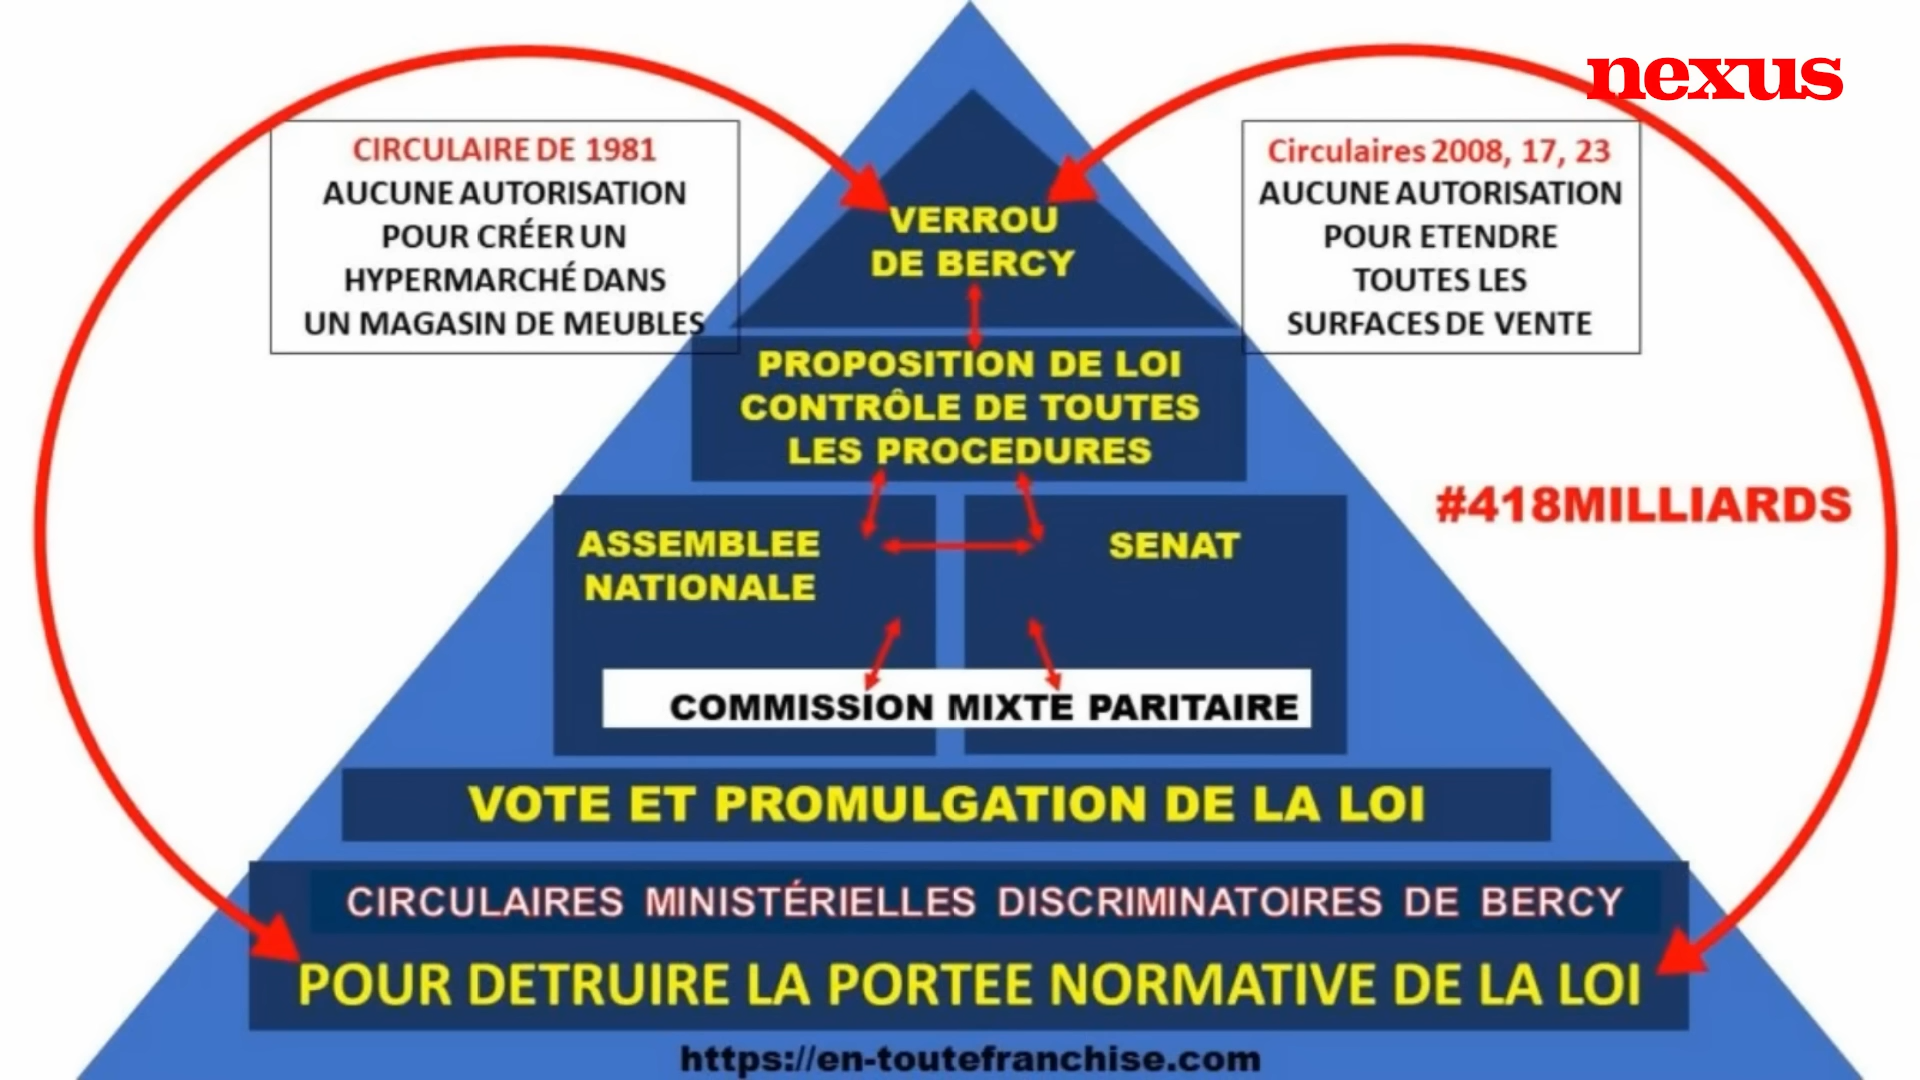 nexus
CIRCULAIRE DE 1981
AUCUNE AUTORISATION
POUR CRÉER UN
HYPERMARCHÉ DANS
UN MAGASIN DE MEUBLES
Circulaires 2008, 17, 23
AUCUNE AUTORISATION
POUR ETENDRE
TOUTES LES
SURFACES DE VENTE
VERROU
DE BERCY
PROPOSITION DE LOI
CONTRÔLE DE TOUTES
LES PROCEDURES
#418MILLIARDS
ASSEMBLEE
NATIONALE
SENAT
COMMISSION MIXTE PARITAIRE
VOTE ET PROMULGATION DE LA LOI
CIRCULAIRES MINISTÉRIELLES DISCRIMINATOIRES DE BERCY
POUR DETRUIRE LA PORTEE NORMATIVE DE LA LOI
https://en-toutefranchise.com